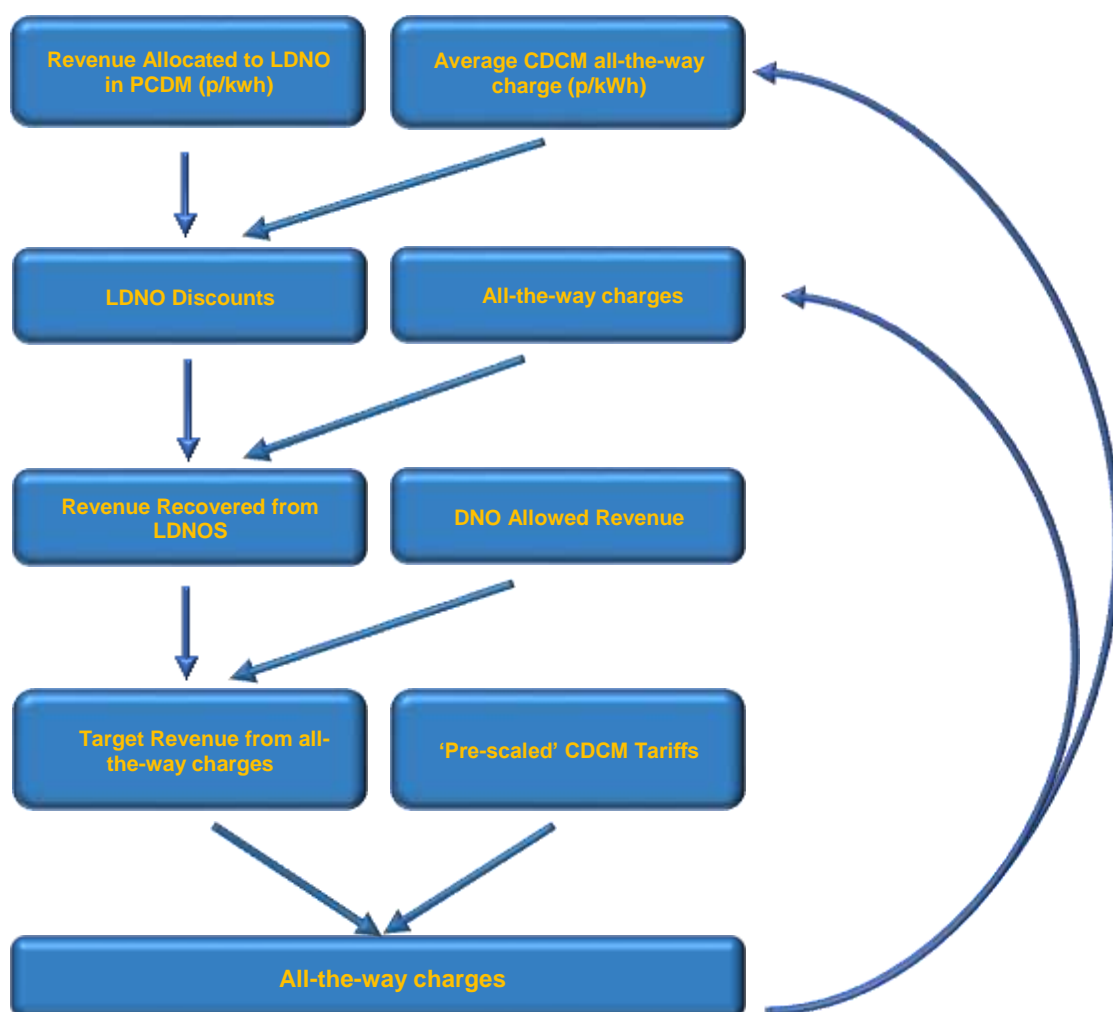 Revenue Allocated to LDNO
in PCDM (p/kwh)
Average CDCM all-the-way
charge (p/kWh)
LDNO Discounts
All-the-way charges
Revenue Recovered from
LDNOS
DNO Allowed Revenue
Target Revenue from all-
the-way charges
‘Pre-scaled’ CDCM Tariffs
All-the-way charges